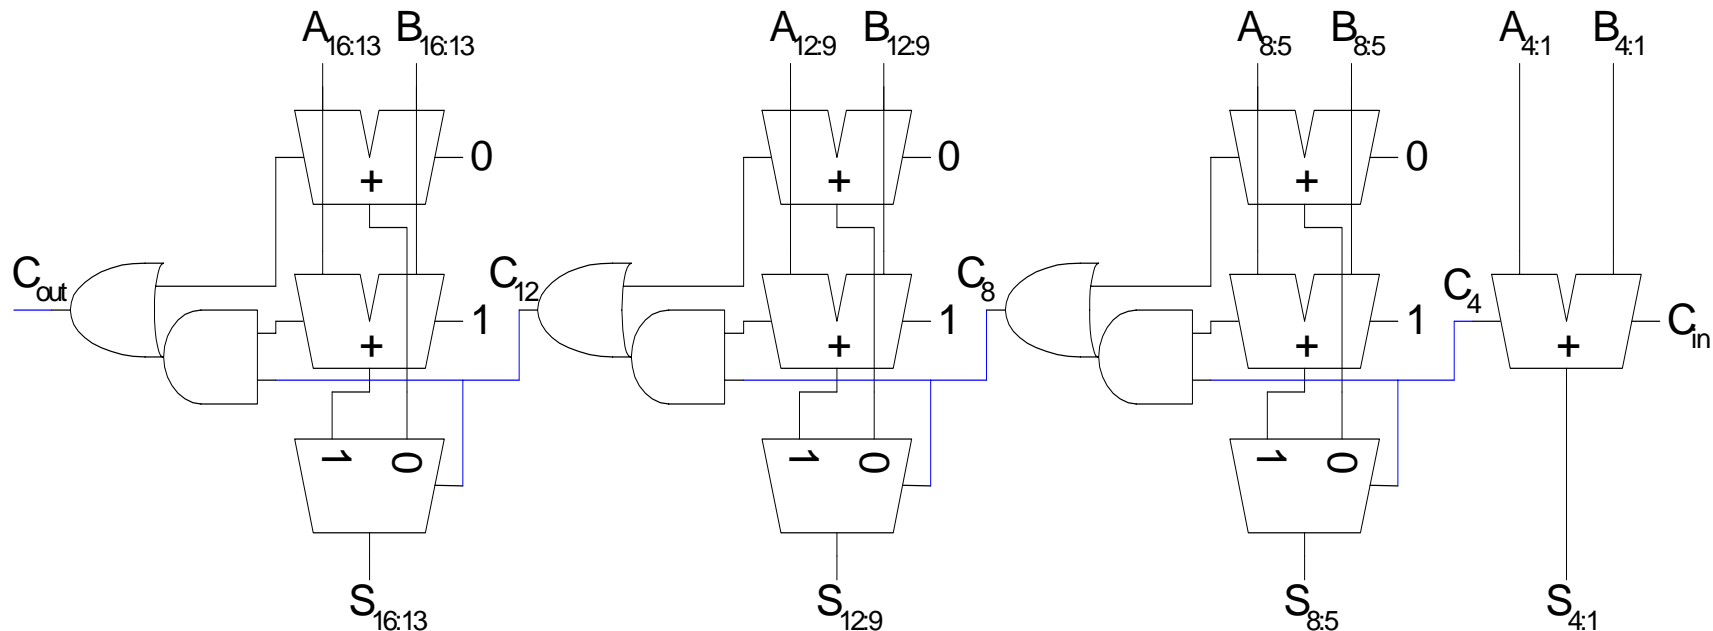 A16:13 B16:13 A12:9 B12:9 A8:5 B8:5 A4:1 B4:1
0 0 0
+ + +
Cout C12 C8 C4
1 1 1 Cin
+ + + +
1 0 1 0 1 0
S16:13 S12:9 S8:5 S4:1